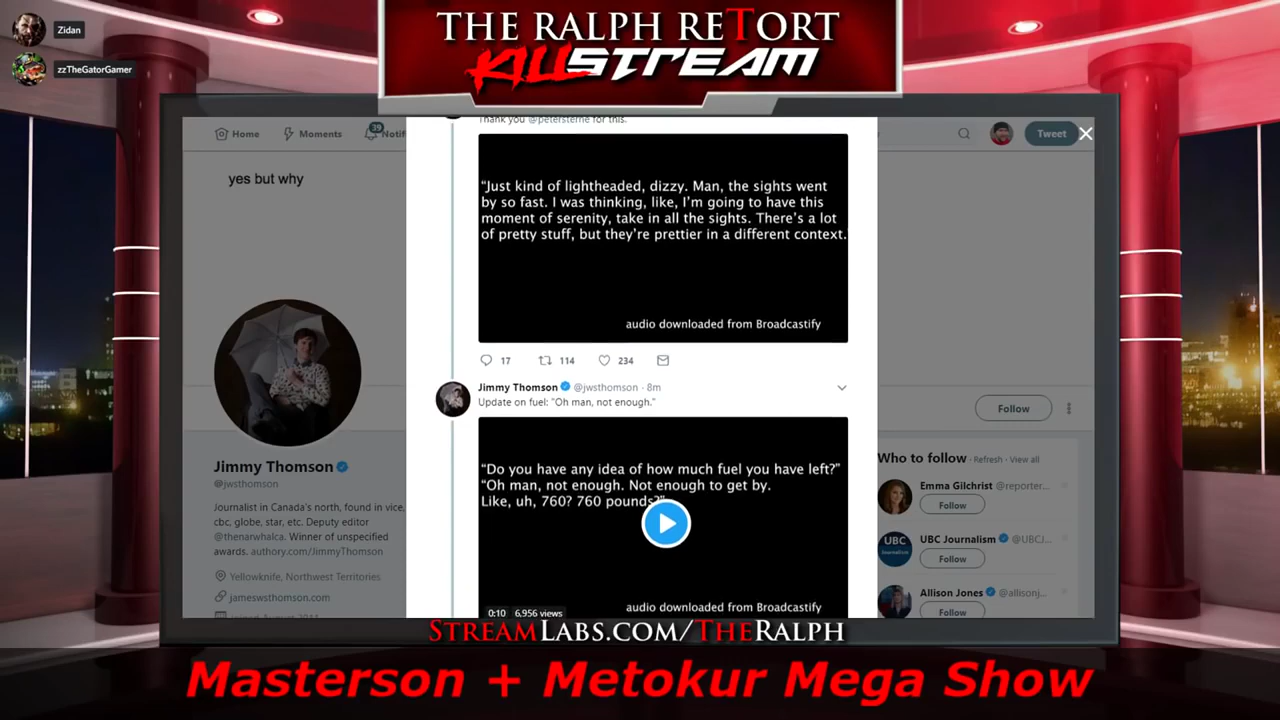 Zidan
zzTheGatorGamer
THE RALPH RETORT
KILLSTREAM
Home
Moments
39
Notif
Tweet
yes but why
Thank you @petersterne for this.
“Just kind of lightheaded, dizzy. Man, the sights went
by so fast. I was thinking, like, I’m going to have this
moment of serenity, take in all the sights. There’s a lot
of pretty stuff, but they’re prettier in a different context.”
audio downloaded from Broadcastify
17 114 234
Jimmy Thomson @jwsthomson · 8m
Update on fuel: "Oh man, not enough."
“Do you have any idea of how much fuel you have left?”
“Oh man, not enough. Not enough to get by.
Like, uh, 760? 760 pounds?”
audio downloaded from Broadcastify
0:10 6,956 views
Jimmy Thomson
@jwsthomson
Journalist in Canada's north, found in vice,
cbc, globe, star, etc. Deputy editor
@thenarwhalca. Winner of unspecified
awards. authory.com/JimmyThomson
Yellowknife, Northwest Territories
jameswsthomson.com
Follow
Who to follow · Refresh · View all
Emma Gilchrist @reporter...
Follow
UBC Journalism @UBCJ...
UBC
Journalism
Follow
Allison Jones @allisonj...
Follow
STREAMLABS.COM/THERALPH
Masterson + Metokur Mega Show